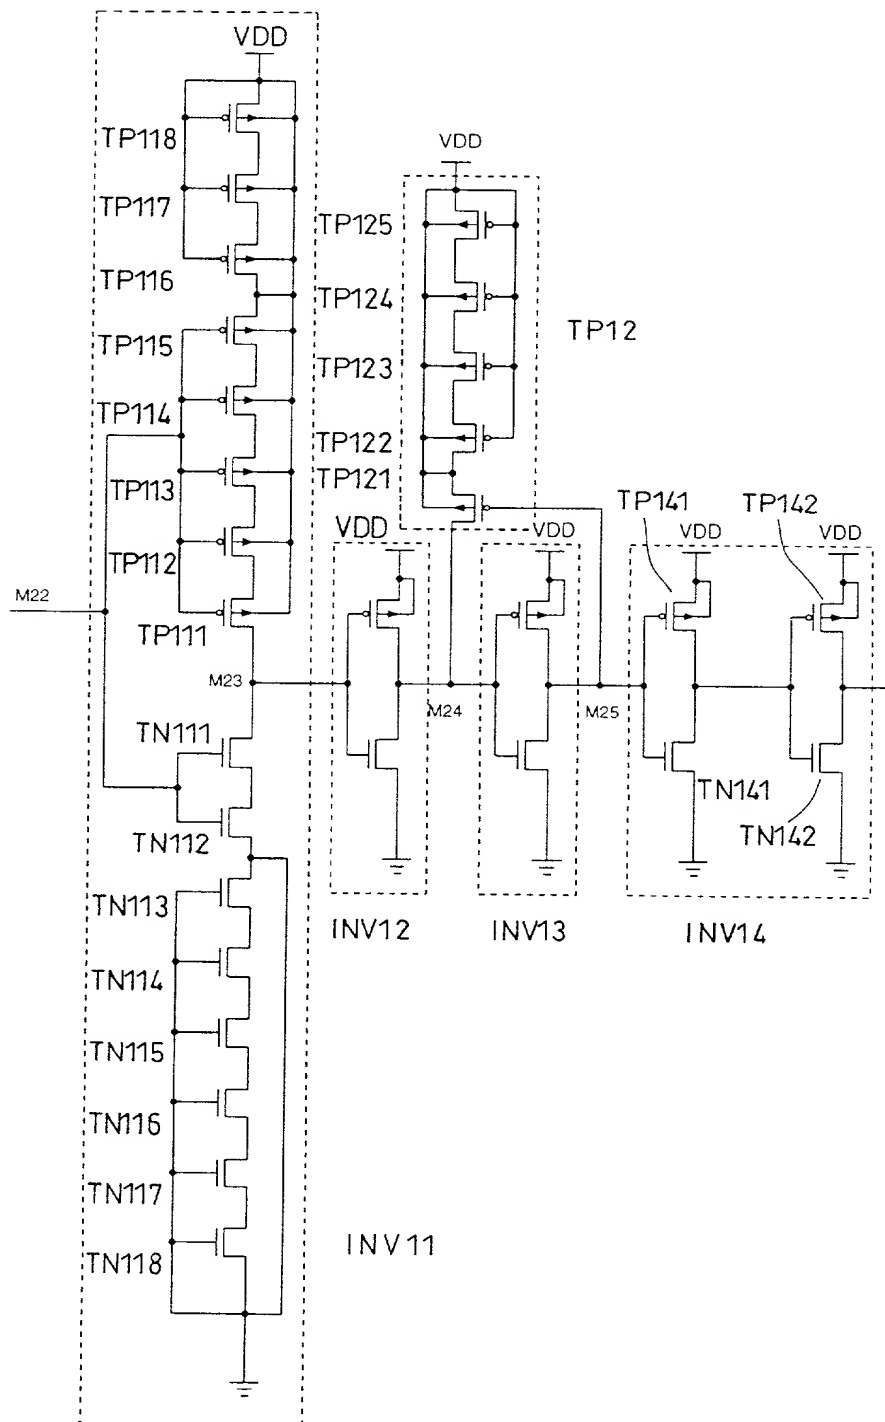 VDD
TP118
TP117
TP116
TP115
TP114
TP113
TP112
TP111
M22
M23
TN111
TN112
TN113
TN114
TN115
TN116
TN117
TN118
INV11
VDD
TP125
TP124
TP123
TP122
TP121
TP12
VDD
INV12
M24
VDD
INV13
M25
TP141
VDD
TP142
VDD
TN141
TN142
INV14